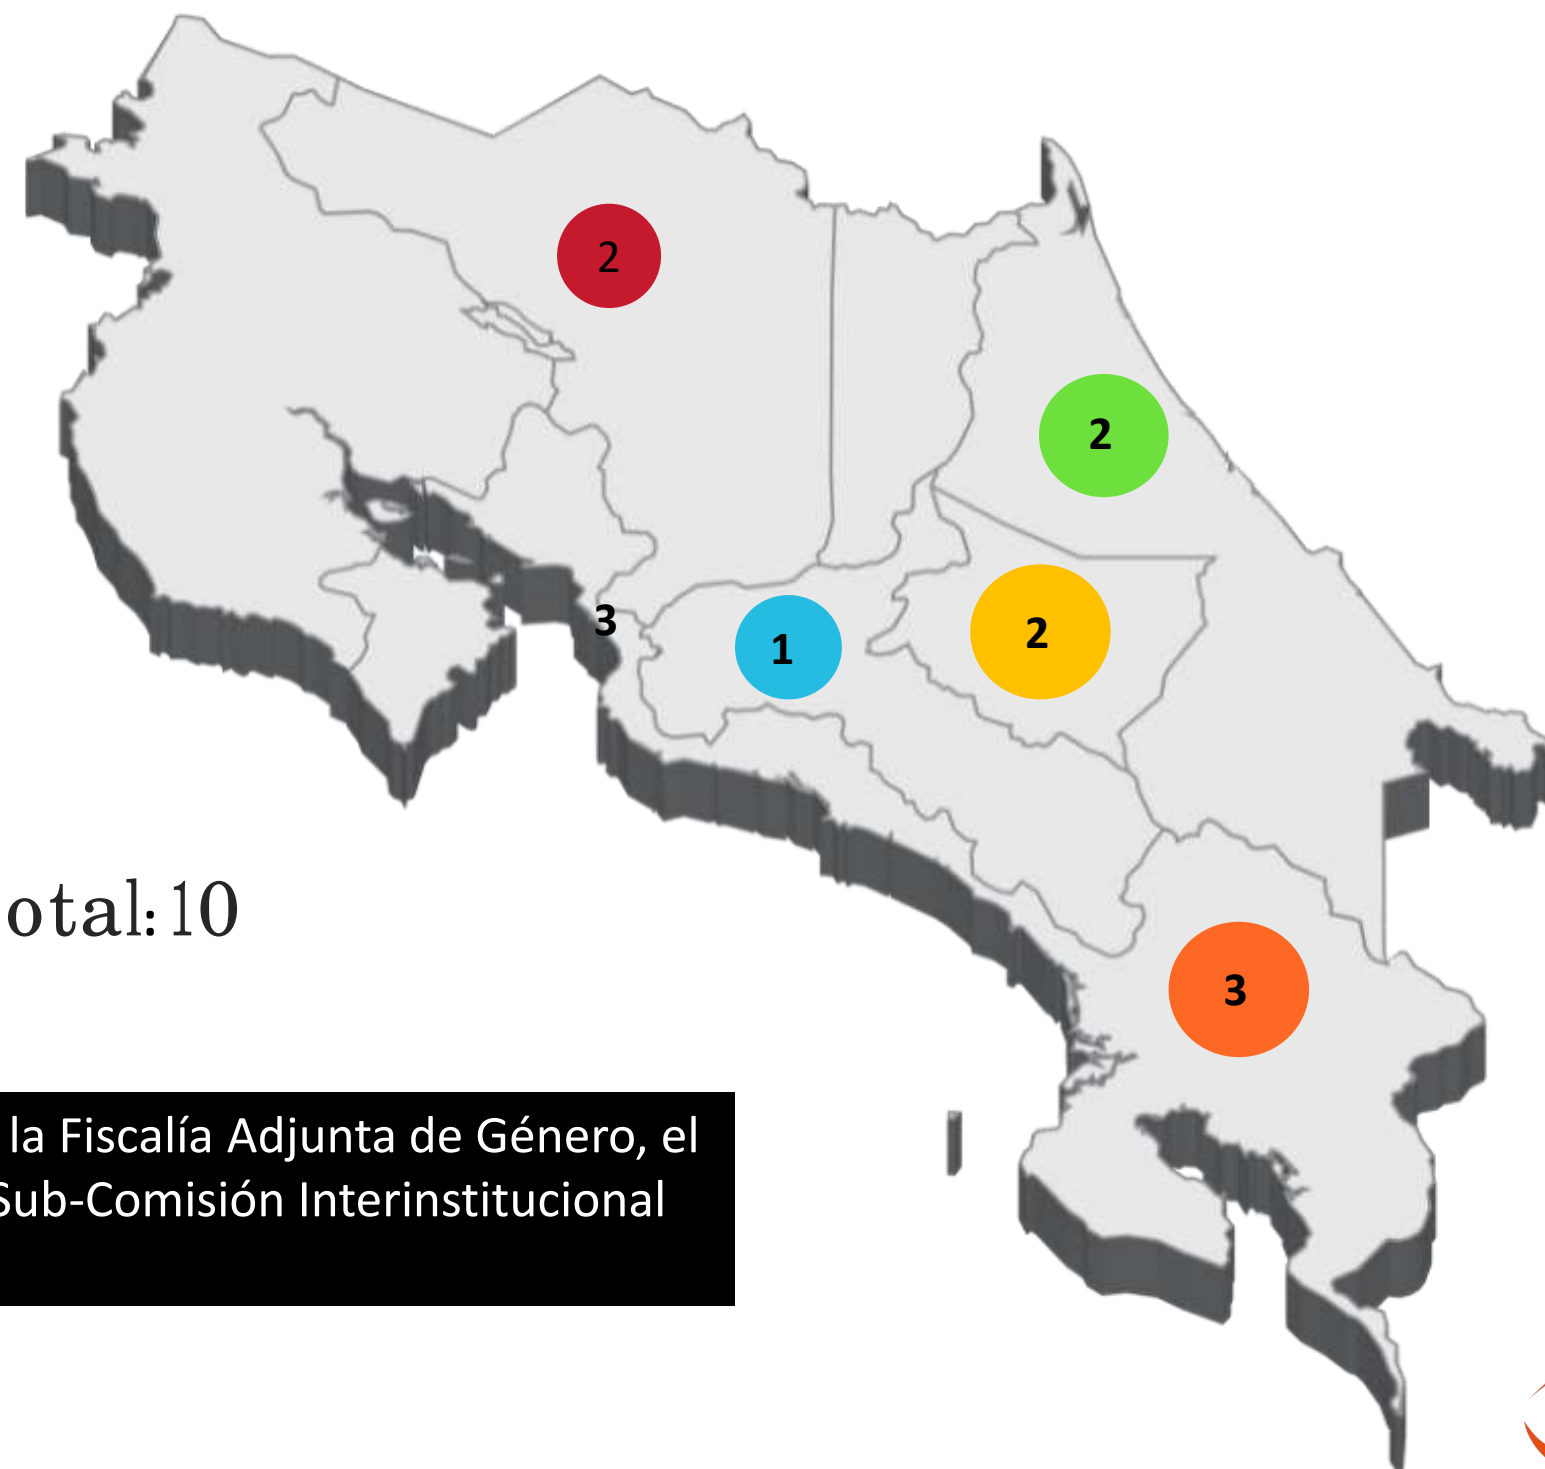 2
2
3
1
2
otal:10
3
la Fiscalía Adjunta de Género, el
Sub-Comisión Interinstitucional